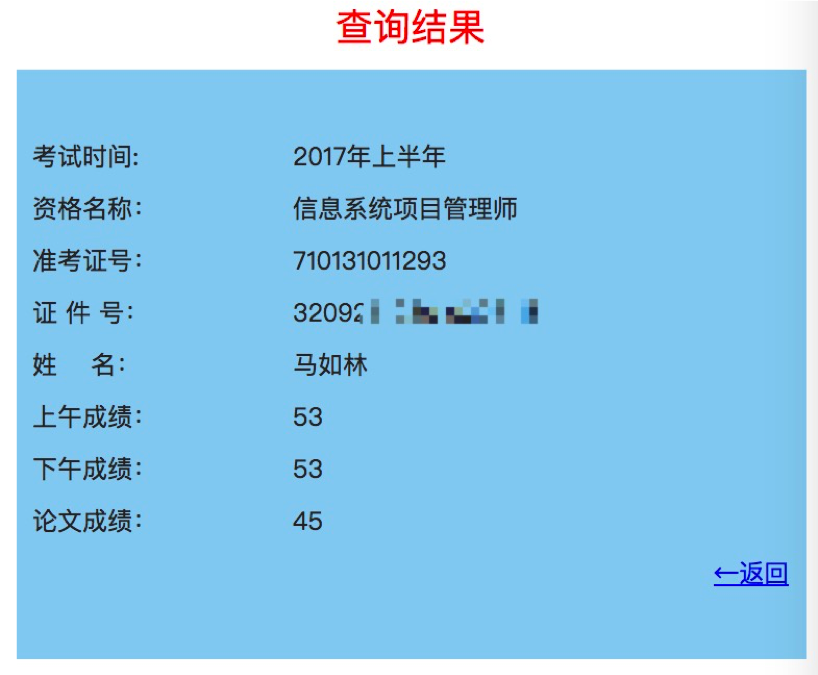 查询结果
考试时间: 2017年上半年
资格名称: 信息系统项目管理师
准考证号: 710131011293
证 件 号: 32092
姓 名: 马如林
上午成绩: 53
下午成绩: 53
论文成绩: 45
←返回